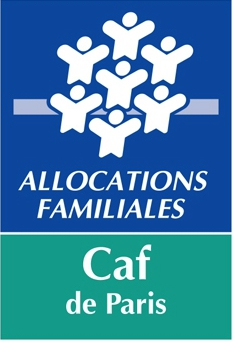 ALLOCATIONS
FAMILIALES
Caf
de Paris